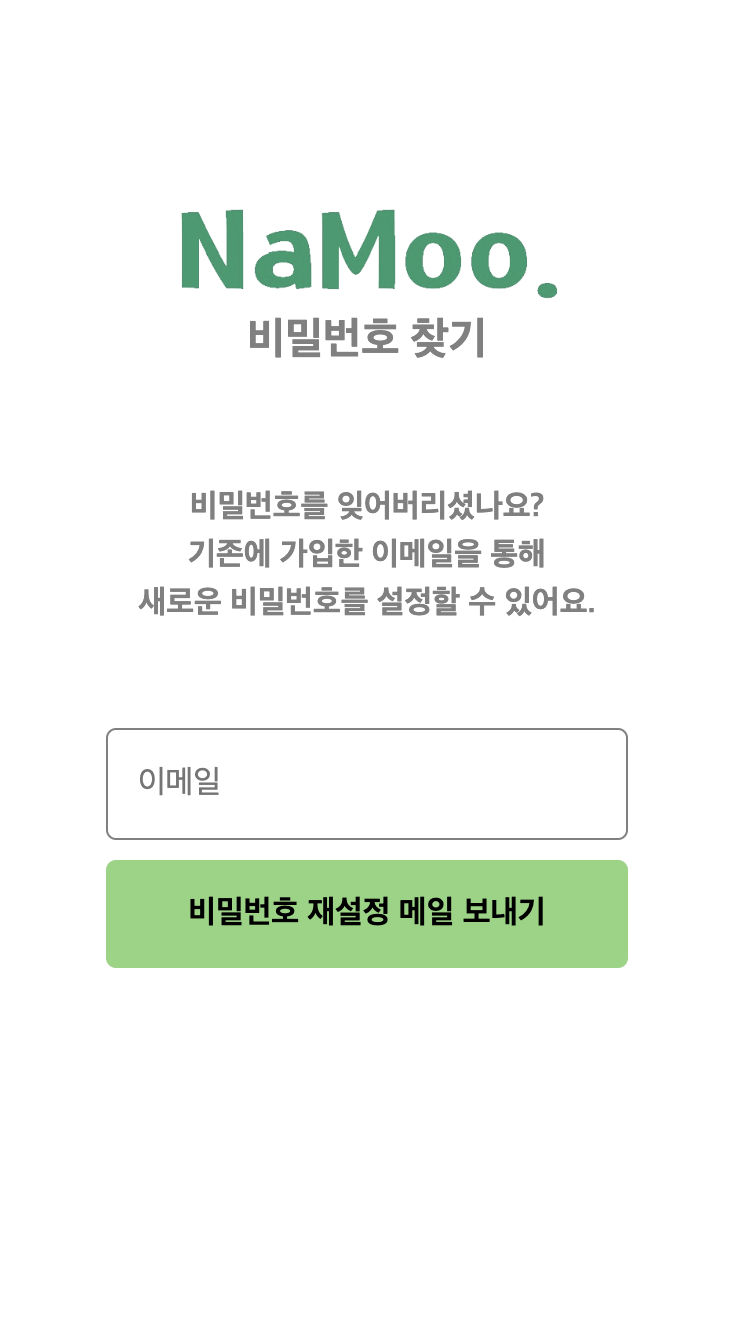 NaMoo.
비밀번호 찾기
비밀번호를 잊어버리셨나요?
기존에 가입한 이메일을 통해
새로운 비밀번호를 설정할 수 있어요.
이메일
비밀번호 재설정 메일 보내기